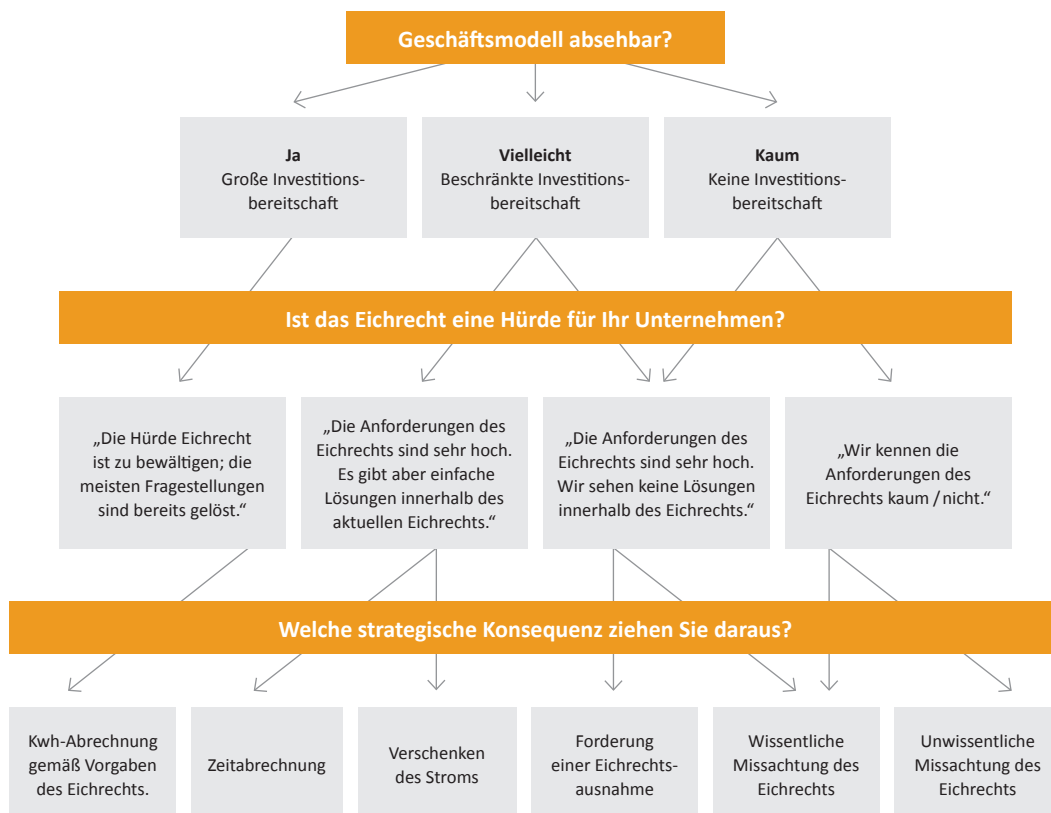 Geschäftsmodell absehbar?
Ja
Große Investitions-
bereitschaft
Vielleicht
Beschränkte Investitions-
bereitschaft
Kaum
Keine Investitions-
bereitschaft
Ist das Eichrecht eine Hürde für Ihr Unternehmen?
„Die Hürde Eichrecht
ist zu bewältigen; die
meisten Fragestellungen
sind bereits gelöst.“
„Die Anforderungen des
Eichrechts sind sehr hoch.
Es gibt aber einfache
Lösungen innerhalb des
aktuellen Eichrechts.“
„Die Anforderungen des
Eichrechts sind sehr hoch.
Wir sehen keine Lösungen
innerhalb des Eichrechts.“
„Wir kennen die
Anforderungen des
Eichrechts kaum / nicht.“
Welche strategische Konsequenz ziehen Sie daraus?
Kwh-Abrechnung
gemäß Vorgaben
des Eichrechts.
Zeitabrechnung
Verschenken
des Stroms
Forderung
einer Eichrechts-
ausnahme
Wissentliche
Missachtung des
Eichrechts
Unwissentliche
Missachtung des
Eichrechts